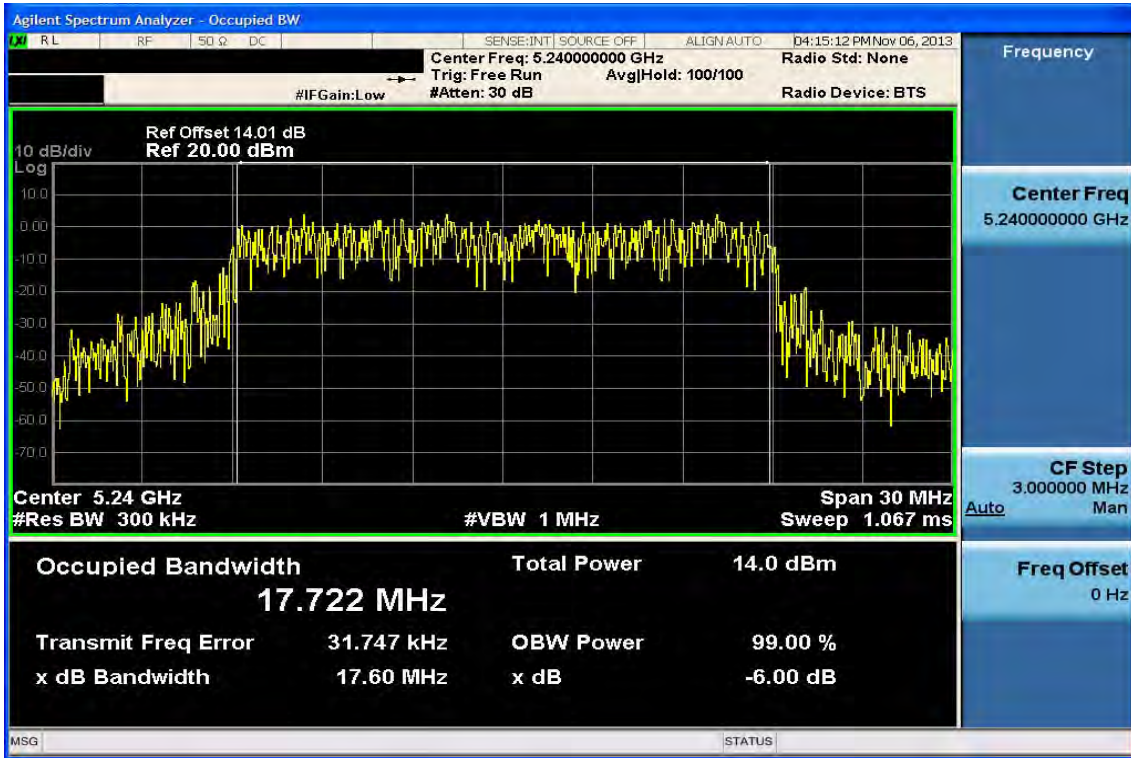 Agilent Spectrum Analyzer - Occupied BW
LXI RL RF 50 Ω DC SENSE:INT SOURCE OFF ALIGN AUTO 04:15:12 PM Nov 06, 2013
Center Freq: 5.240000000 GHz Radio Std: None
Trig: Free Run Avg|Hold: 100/100
#IFGain:Low #Atten: 30 dB Radio Device: BTS
Ref Offset 14.01 dB
10 dB/div Ref 20.00 dBm
Log
10.0
0.00
-10.0
-20.0
-30.0
-40.0
-50.0
-60.0
-70.0
Center 5.24 GHz Span 30 MHz
#Res BW 300 kHz #VBW 1 MHz Sweep 1.067 ms
Occupied Bandwidth Total Power 14.0 dBm
17.722 MHz
Transmit Freq Error 31.747 kHz OBW Power 99.00 %
x dB Bandwidth 17.60 MHz x dB -6.00 dB
MSG STATUS
Frequency
Center Freq
5.240000000 GHz
CF Step
3.000000 MHz
Auto Man
Freq Offset
0 Hz